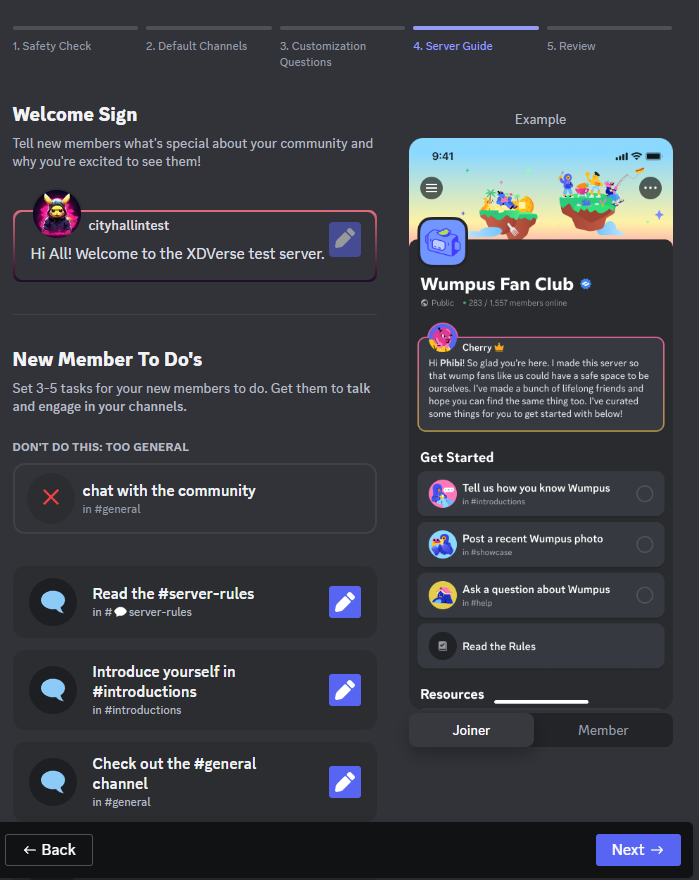 1. Safety Check
2. Default Channels
3. Customization
Questions
4. Server Guide
5. Review
Welcome Sign
Tell new members what's special about your community and
why you're excited to see them!
cityhallintest
Hi All! Welcome to the XDVerse test server.
New Member To Do's
Set 3-5 tasks for your new members to do. Get them to talk
and engage in your channels.
DON'T DO THIS: TOO GENERAL
chat with the community
in #general
Read the #server-rules
in #💬server-rules
Introduce yourself in
#introductions
in #introductions
Check out the #general
channel
in #general
Example
9:41
Wumpus Fan Club
Public • 283 / 1,557 members online
Cherry
Hi Phibi! So glad you're here. I made this server so
that wump fans like us could have a safe space to be
ourselves. I've made a bunch of lifelong friends and
hope you can find the same thing too. I've curated
some things for you to get started with below!
Get Started
Tell us how you know Wumpus
in #introductions
Post a recent Wumpus photo
in #showcase
Ask a question about Wumpus
in #help
Read the Rules
Resources
Joiner
Member
← Back
Next →